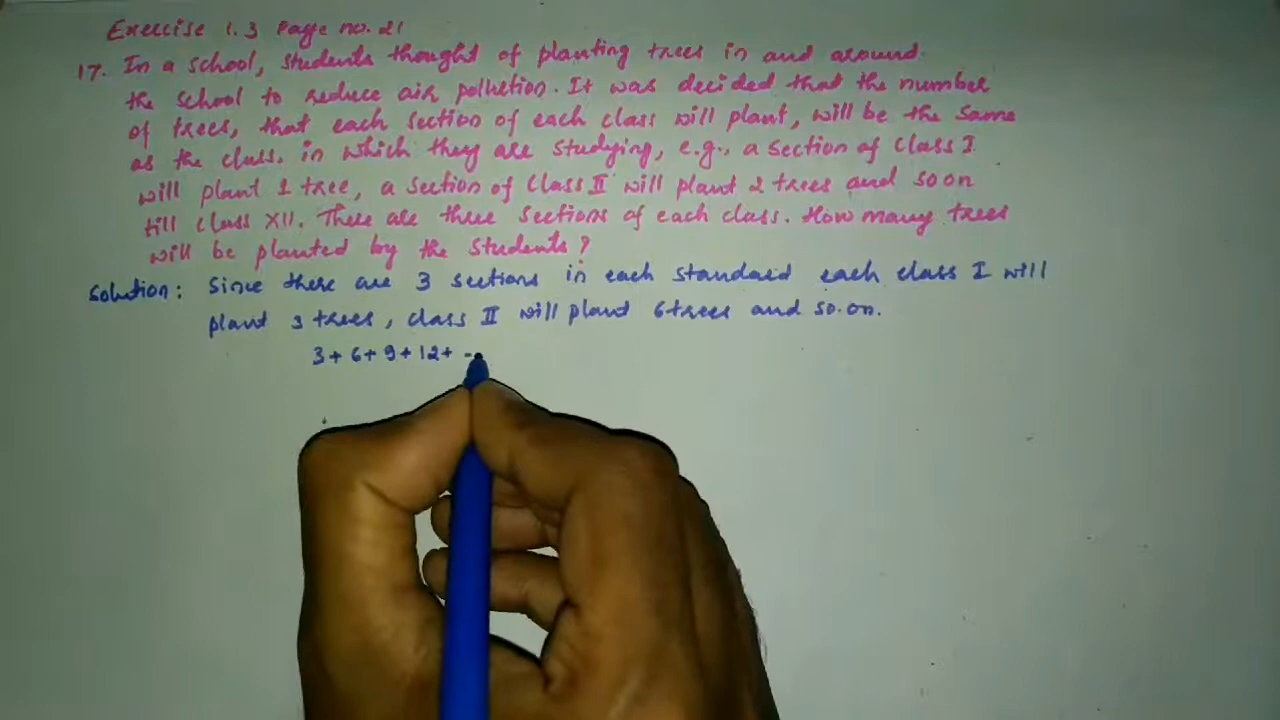 Exercise 1.3 Page no. 21
17. In a school, students thought of planting trees in and around
the school to reduce air pollution. It was decided that the number
of trees, that each section of each class will plant, will be the same
as the class, in which they are studying, e.g., a section of class I
will plant 1 tree, a section of Class II will plant 2 trees and so on
till class XII. There are three sections of each class. How many trees
will be planted by the students?
Solution: Since there are 3 sections in each standard each class I will
plant 3 trees, class II will plant 6 trees and so.on.
3+ 6+ 9+12+ -